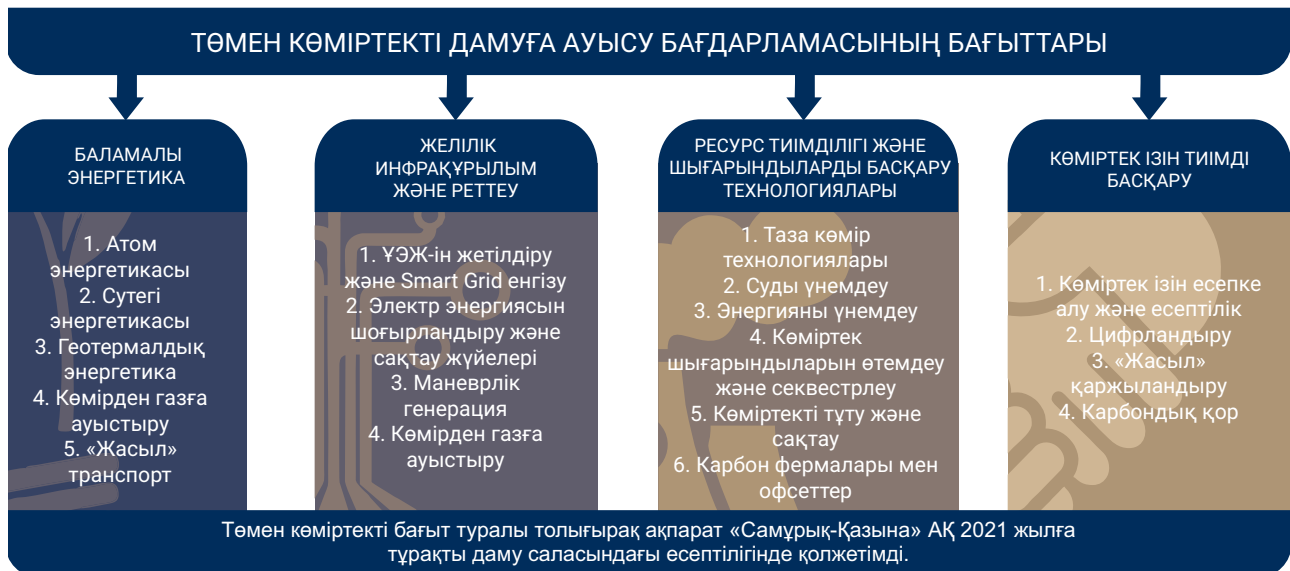 ТӨМЕН КӨМІРТЕКТІ ДАМУҒА АУЫСУ БАҒДАРЛАМАСЫНЫҢ БАҒЫТТАРЫ
БАЛАМАЛЫ
ЭНЕРГЕТИКА
1. Атом
энергетикасы
2. Сутегі
энергетикасы
3. Геотермалдық
энергетика
4. Көмірден газға
ауыстыру
5. «Жасыл»
транспорт
ЖЕЛІЛІК
ИНФРАҚҰРЫЛЫМ
ЖӘНЕ РЕТТЕУ
1. ҰЭЖ-ін жетілдіру
және Smart Grid енгізу
2. Электр энергиясын
шоғырландыру және
сақтау жүйелері
3. Маневрлік
генерация
4. Көмірден газға
ауыстыру
РЕСУРС ТИІМДІЛІГІ ЖӘНЕ
ШЫҒАРЫНДЫЛАРДЫ БАСҚАРУ
ТЕХНОЛОГИЯЛАРЫ
1. Таза көмір
технологиялары
2. Суды үнемдеу
3. Энергияны үнемдеу
4. Көміртек
шығарындыларын өтемдеу
және секвестрлеу
5. Көміртекті тұту және
сақтау
6. Карбон фермалары мен
офсеттер
КӨМІРТЕК ІЗІН ТИІМДІ
БАСҚАРУ
1. Көміртек ізін есепке
алу және есептілік
2. Цифрландыру
3. «Жасыл»
қаржыландыру
4. Карбондық қор
Төмен көміртекті бағыт туралы толығырақ ақпарат «Самұрық-Қазына» АҚ 2021 жылға
тұрақты даму саласындағы есептілігінде қолжетімді.